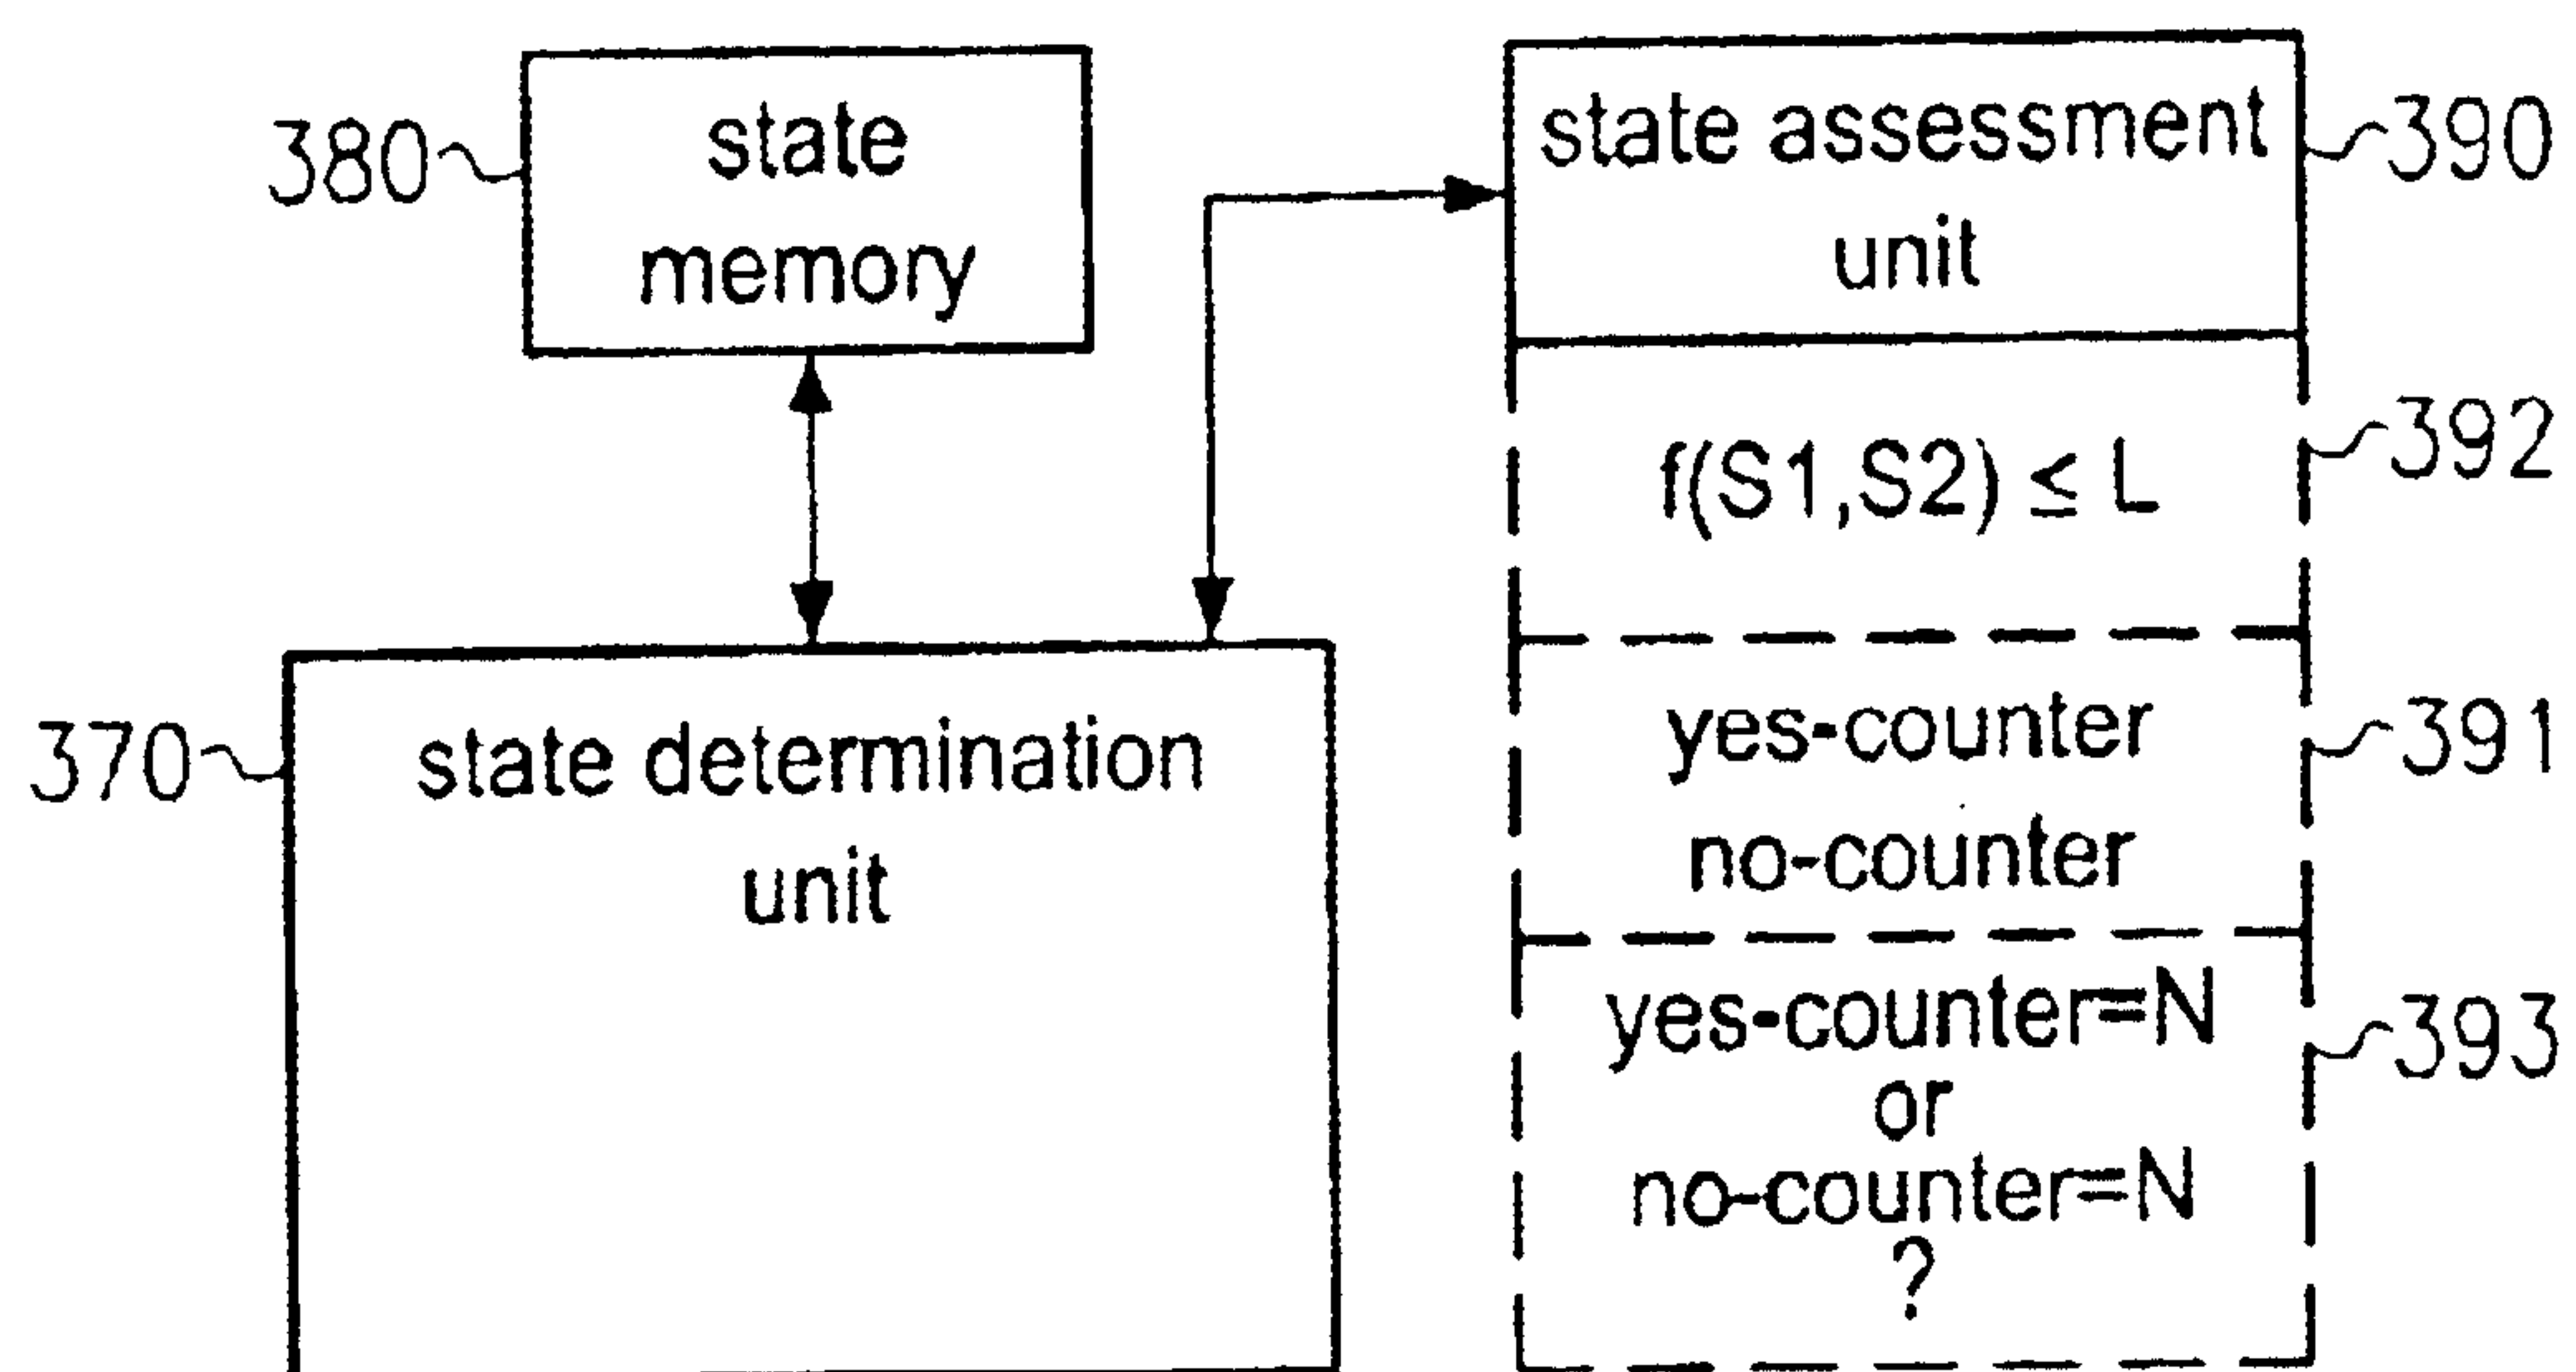 380
state
memory
state assessment
unit
390
f(S1,S2) ≤ L
392
370
state determination
unit
yes-counter
no-counter
391
yes-counter=N
or
no-counter=N
?
393